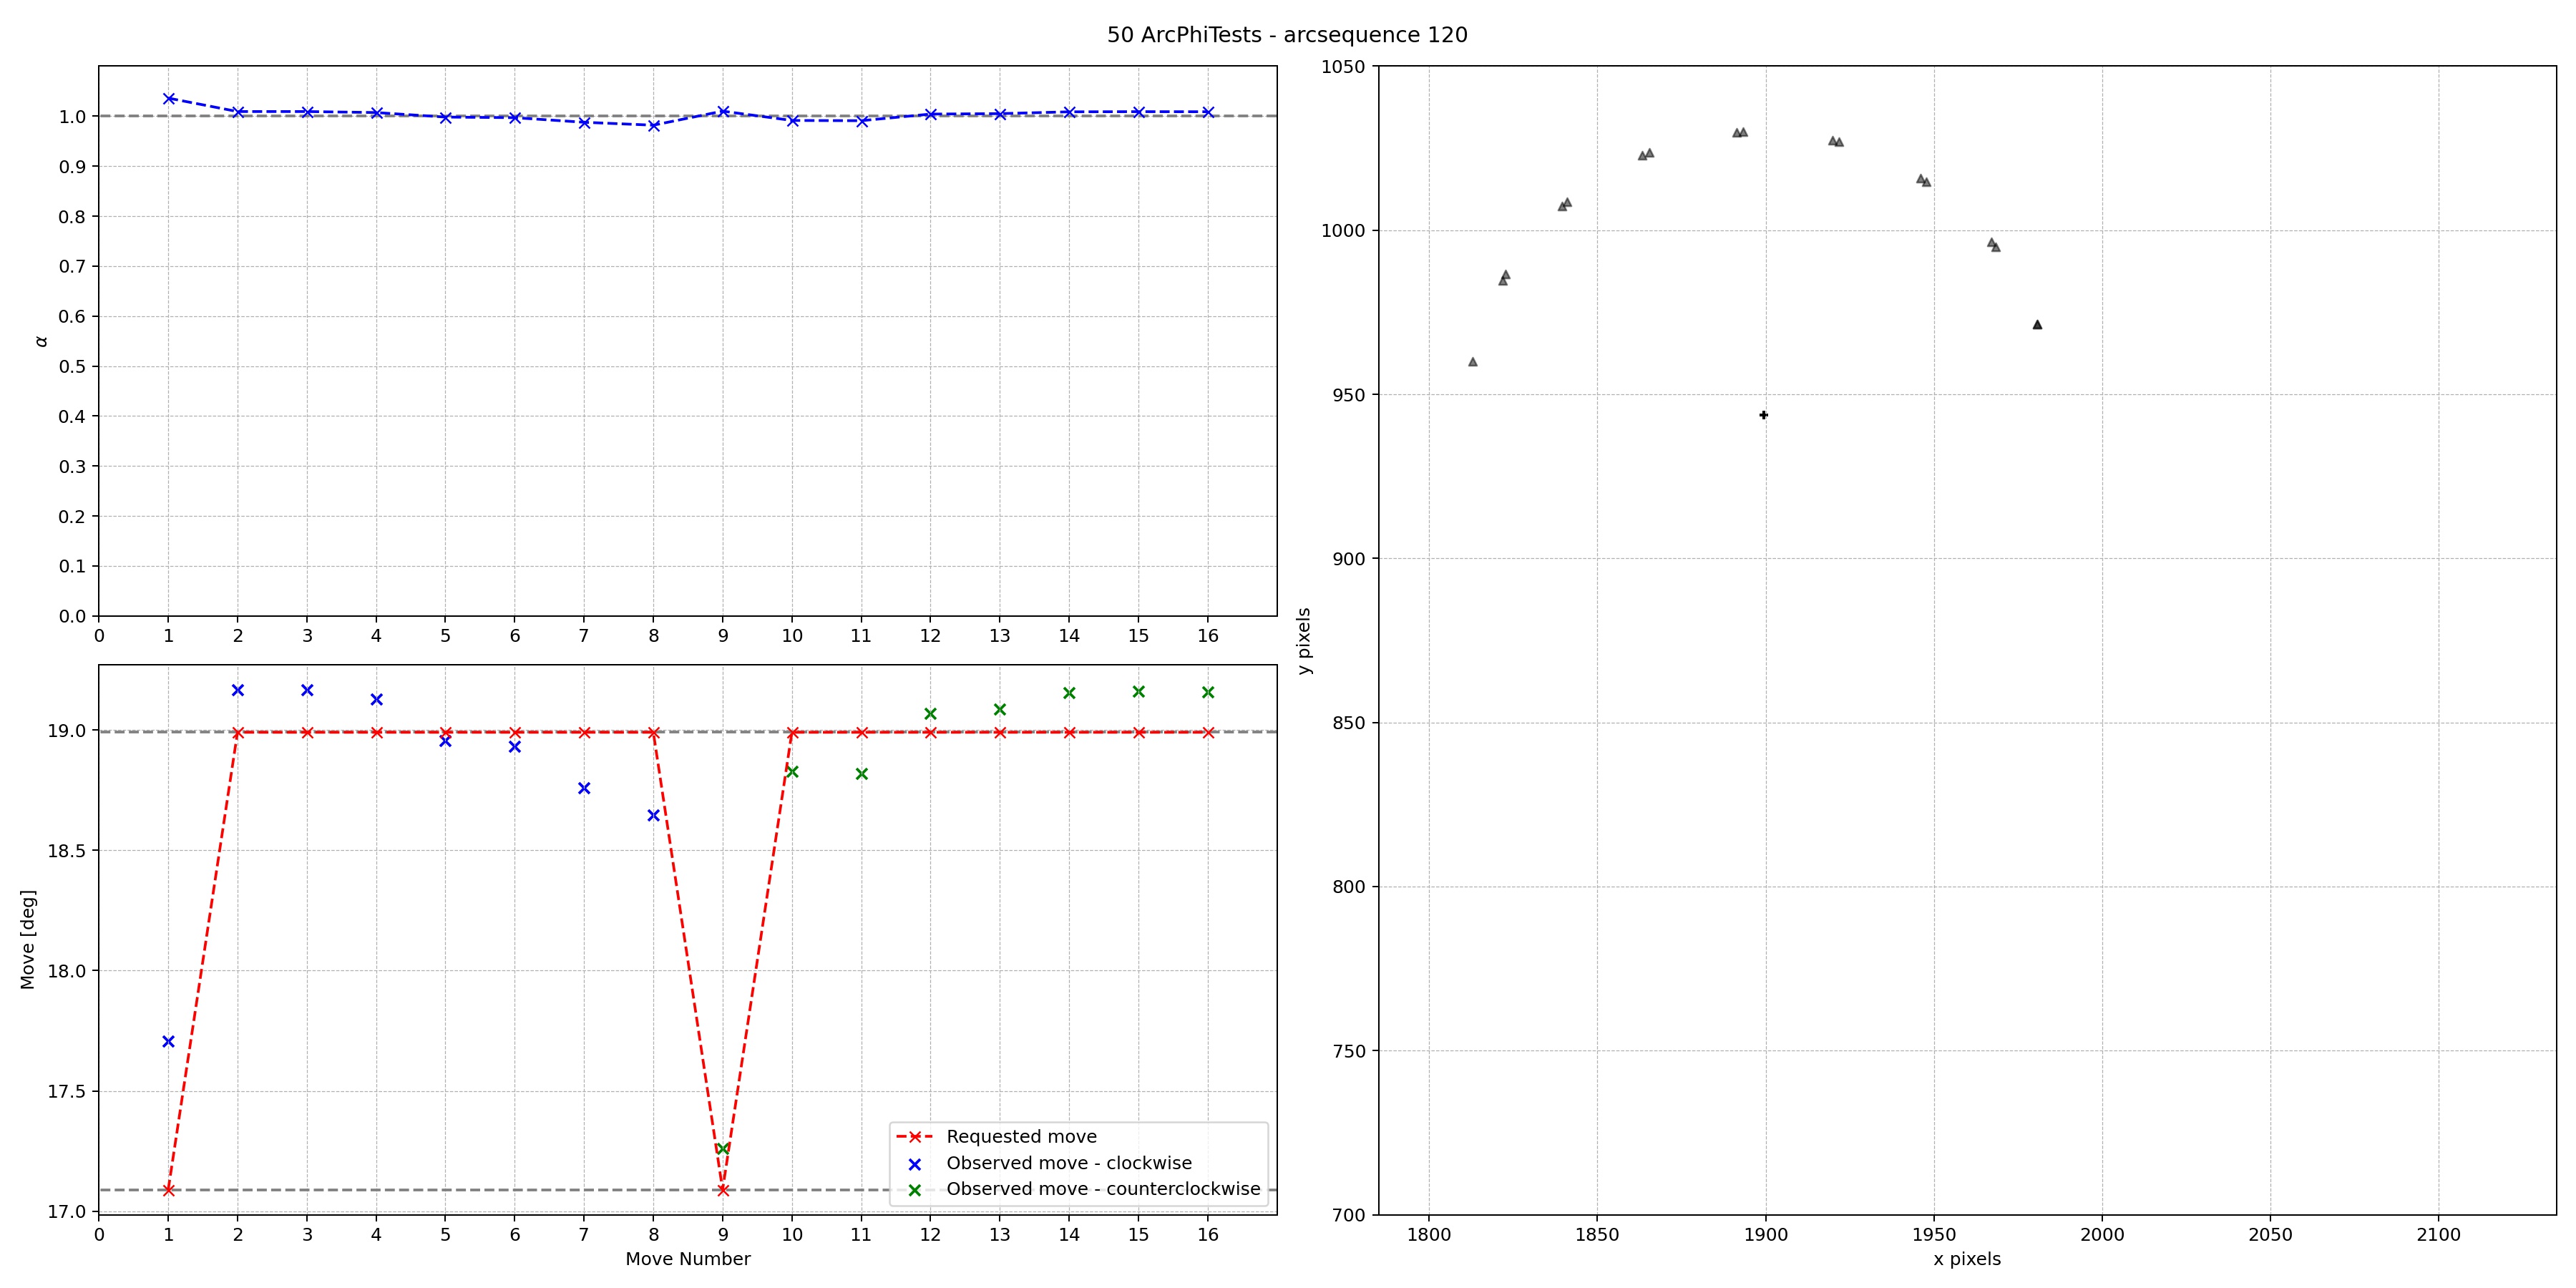 50 ArcPhiTests - arcsequence 120
1.0
0.9
0.8
0.7
0.6
0.5
0.4
0.3
0.2
0.1
0.0
α
0 1 2 3 4 5 6 7 8 9 10 11 12 13 14 15 16
19.0
18.5
18.0
17.5
17.0
Move [deg]
Requested move
Observed move - clockwise
Observed move - counterclockwise
0 1 2 3 4 5 6 7 8 9 10 11 12 13 14 15 16
Move Number
1050
1000
950
900
850
800
750
700
y pixels
1800 1850 1900 1950 2000 2050 2100
x pixels